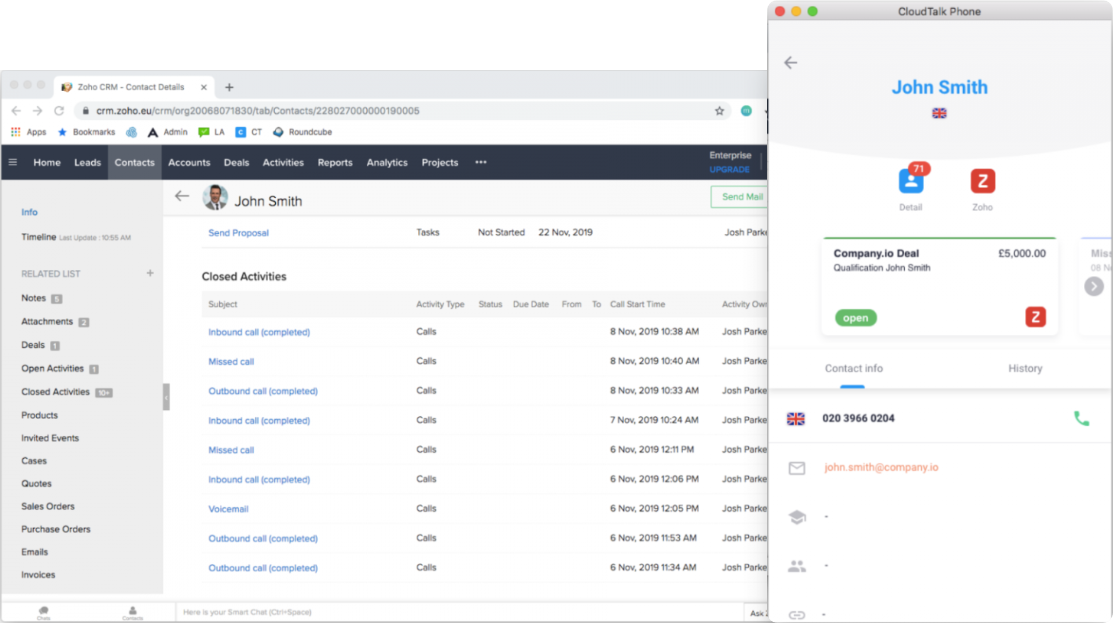 CloudTalk Phone
Zoho CRM - Contact Details × +
crm.zoho.eu/crm/org20068071830/tab/Contacts/228027000000190006
Apps Bookmarks Admin LA CT Roundcube
Home Leads Contacts Accounts Deals Activities Reports Analytics Projects ••• Enterprise
UPGRADE
Info
Timeline Last Update : 10:55 AM
RELATED LIST +
Notes 5
Attachments 2
Deals 1
Open Activities 1
Closed Activities 10+
Products
Invited Events
Cases
Quotes
Sales Orders
Purchase Orders
Emails
Invoices
John Smith Send Mail
Send Proposal Tasks Not Started 22 Nov, 2019 Josh Parke
Closed Activities
Subject Activity Type Status Due Date From To Call Start Time Activity Own
Inbound call (completed) Calls 8 Nov, 2019 10:38 AM Josh Parke
Missed call Calls 8 Nov, 2019 10:40 AM Josh Parke
Outbound call (completed) Calls 8 Nov, 2019 10:33 AM Josh Parke
Inbound call (completed) Calls 7 Nov, 2019 10:24 AM Josh Parke
Missed call Calls 6 Nov, 2019 12:11 PM Josh Parke
Inbound call (completed) Calls 6 Nov, 2019 12:06 PM Josh Parke
Voicemail Calls 6 Nov, 2019 12:05 PM Josh Parke
Outbound call (completed) Calls 6 Nov, 2019 11:53 AM Josh Parke
Outbound call (completed) Calls 6 Nov, 2019 11:34 AM Josh Parke
Chats Contacts Here is your Smart Chat (Ctrl+Space) Ask Z
John Smith
71
Z
Detail Zoho
Company.io Deal £5,000.00 Miss
Qualification John Smith 08 N
open Z
Contact info History
020 3966 0204
john.smith@company.io
-
-
-